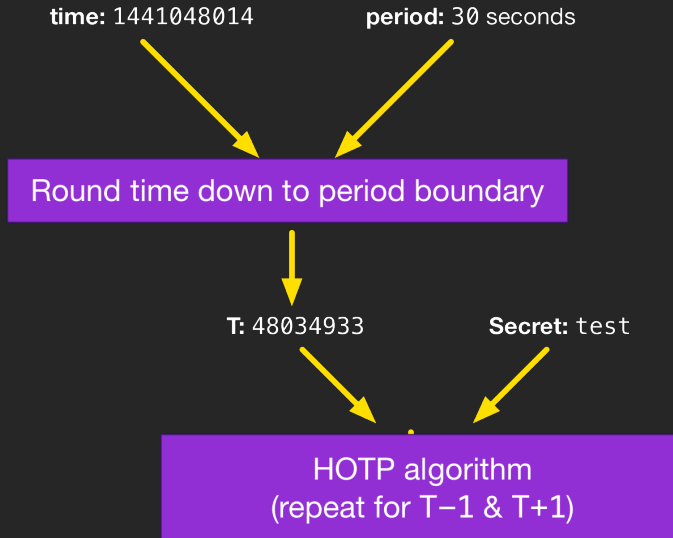 time: 1441048014 period: 30 seconds
Round time down to period boundary
T: 48034933 Secret: test
HOTP algorithm
(repeat for T−1 & T+1)